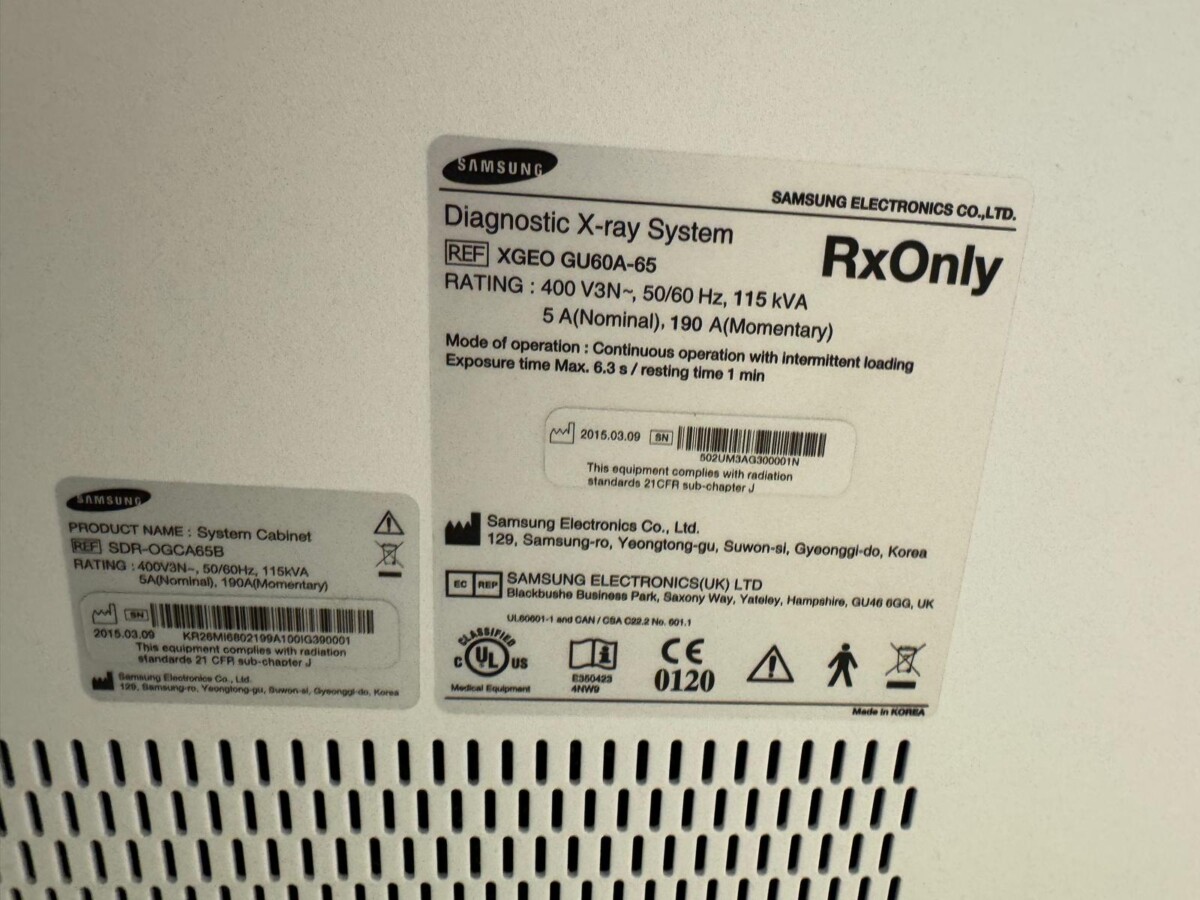 SAMSUNG
SAMSUNG ELECTRONICS CO.,LTD.
Diagnostic X-ray System
RxOnly
REF XGEO GU60A-65
RATING : 400 V3N~, 50/60 Hz, 115 kVA
5 A(Nominal), 190 A(Momentary)
Mode of operation : Continuous operation with intermittent loading
Exposure time Max. 6.3 s / resting time 1 min
2015.03.09 SN
502UM3AG300001N
This equipment complies with radiation
standards 21CFR sub-chapter J
Samsung Electronics Co., Ltd.
129, Samsung-ro, Yeongtong-gu, Suwon-si, Gyeonggi-do, Korea
EC REP SAMSUNG ELECTRONICS(UK) LTD
Blackbushe Business Park, Saxony Way, Yateley, Hampshire, GU46 6GG, UK
UL60601-1 and CAN / CSA C22.2 No. 601.1
CLASSIFIED
C UL US
Medical Equipment
E350423
4NW9
CE
0120
Made in KOREA
SAMSUNG
PRODUCT NAME : System Cabinet
REF SDR-OGCA65B
RATING : 400V3N~, 50/60Hz, 115kVA
5A(Nominal), 190A(Momentary)
SN
2015.03.09 KR26MI6802199A100IG390001
This equipment complies with radiation
standards 21 CFR sub-chapter J
Samsung Electronics Co., Ltd.
129, Samsung-ro, Yeongtong-gu, Suwon-si, Gyeonggi-do, Korea